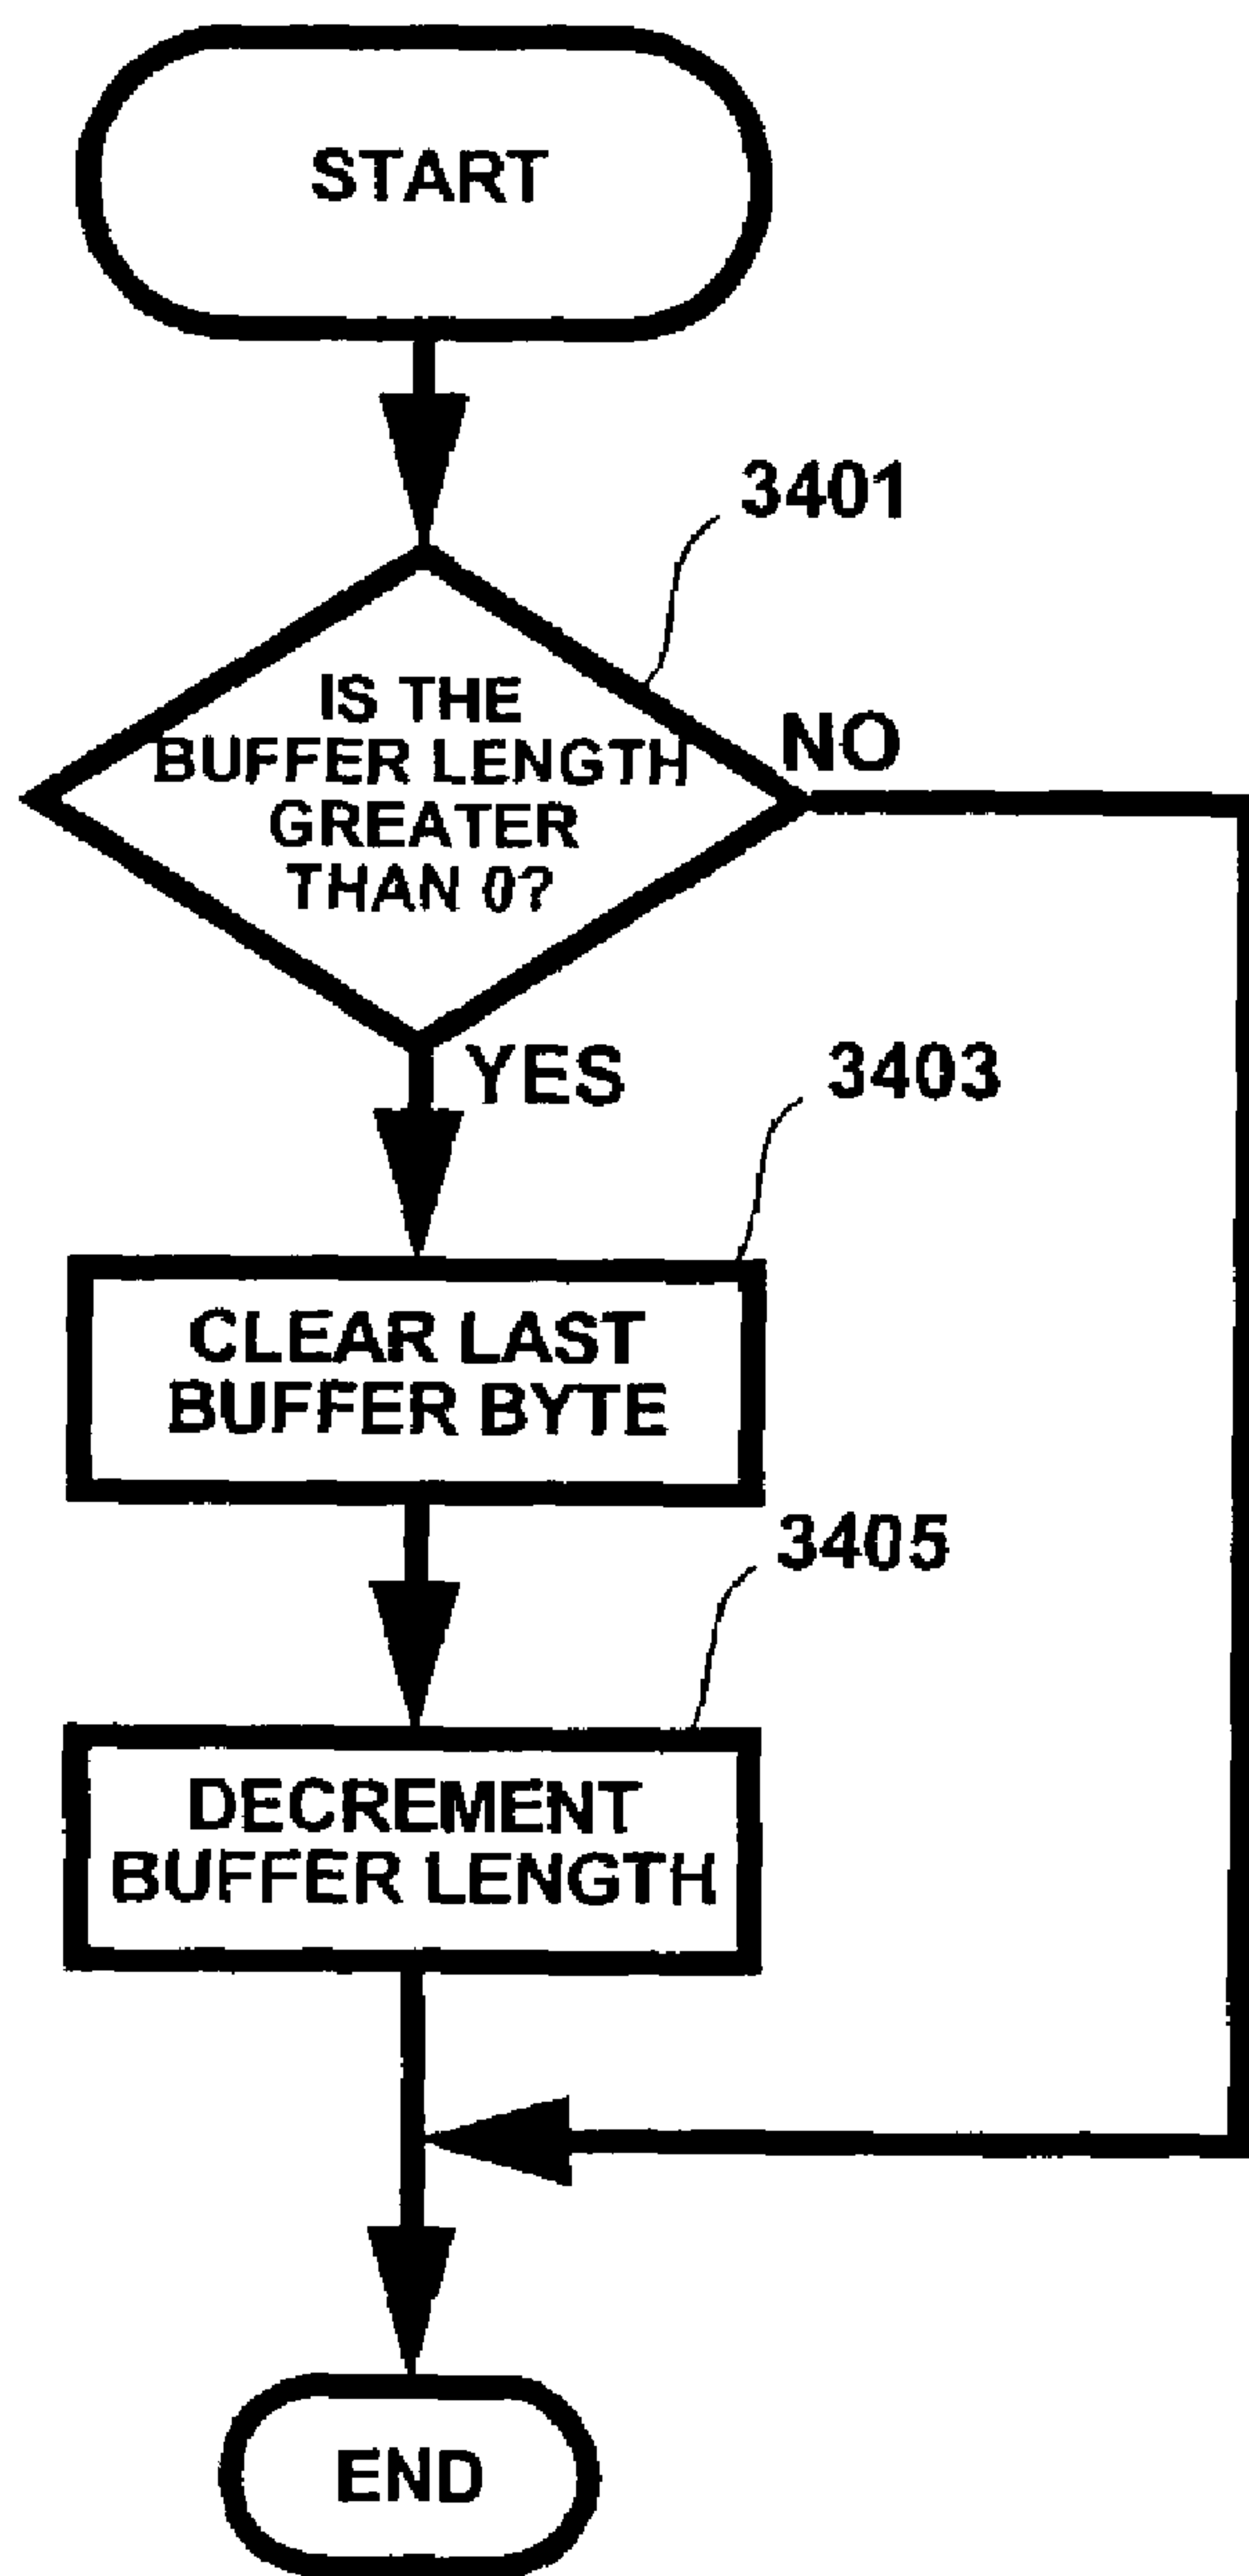 START
3401
IS THE
BUFFER LENGTH
GREATER
THAN 0?
NO
YES
3403
CLEAR LAST
BUFFER BYTE
3405
DECREMENT
BUFFER LENGTH
END